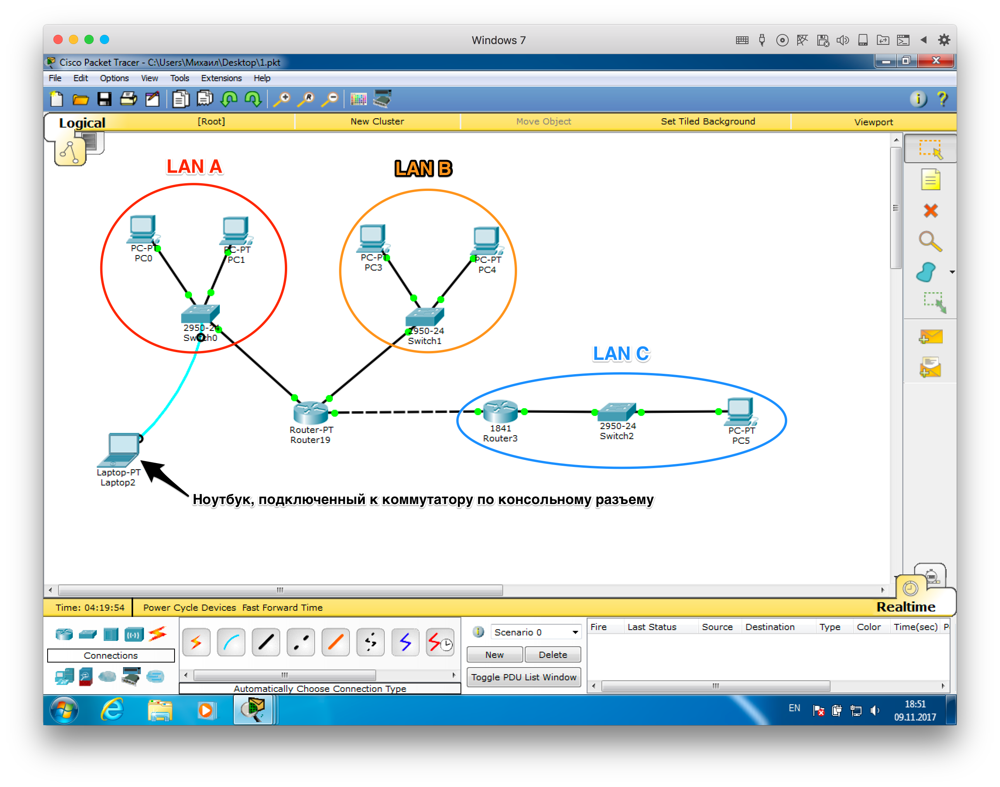 Windows 7
Cisco Packet Tracer - C:\Users\Михаил\Desktop\1.pkt
File Edit Options View Tools Extensions Help
Logical [Root] New Cluster Move Object Set Tiled Background Viewport
LAN A
LAN B
PC-PT
PC0
PC-PT
PC1
PC-PT
PC3
PC-PT
PC4
2950-24
Switch0
2950-24
Switch1
LAN C
Router-PT
Router19
1841
Router3
2950-24
Switch2
PC-PT
PC5
Laptop-PT
Laptop2
Ноутбук, подключенный к коммутатору по консольному разъему
Time: 04:19:54 Power Cycle Devices Fast Forward Time
Realtime
Connections
Automatically Choose Connection Type
Scenario 0
New Delete
Toggle PDU List Window
Fire Last Status Source Destination Type Color Time(sec)
EN
18:51
09.11.2017